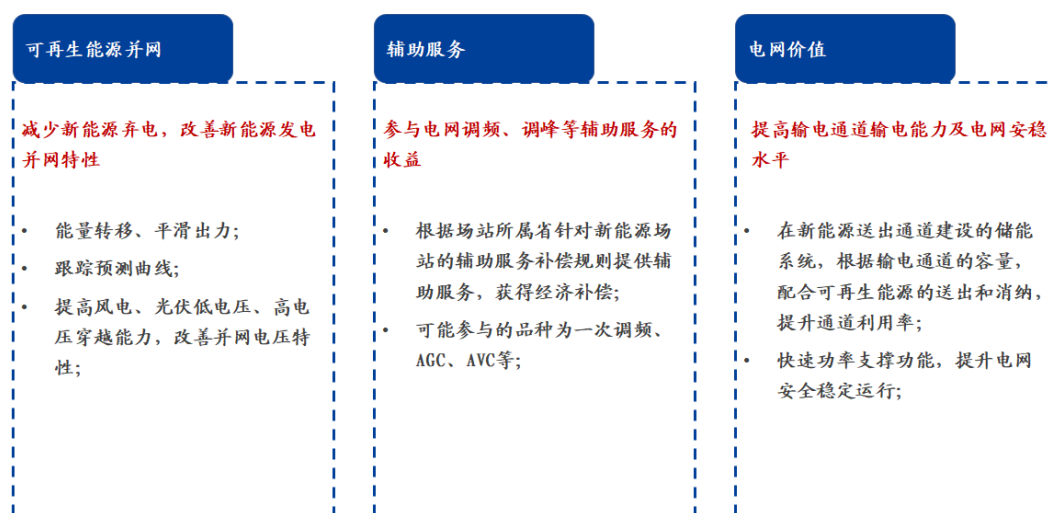 可再生能源并网
减少新能源弃电，改善新能源发电
并网特性
• 能量转移、平滑出力；
• 跟踪预测曲线；
• 提高风电、光伏低电压、高电
压穿越能力，改善并网电压特
性；
辅助服务
参与电网调频、调峰等辅助服务的
收益
• 根据场站所属省针对新能源场
站的辅助服务补偿规则提供辅
助服务，获得经济补偿；
• 可能参与的品种为一次调频、
AGC、AVC等；
电网价值
提高输电通道输电能力及电网安稳
水平
• 在新能源送出通道建设的储能
系统，根据输电通道的容量，
配合可再生能源的送出和消纳，
提升通道利用率；
• 快速功率支撑功能，提升电网
安全稳定运行；